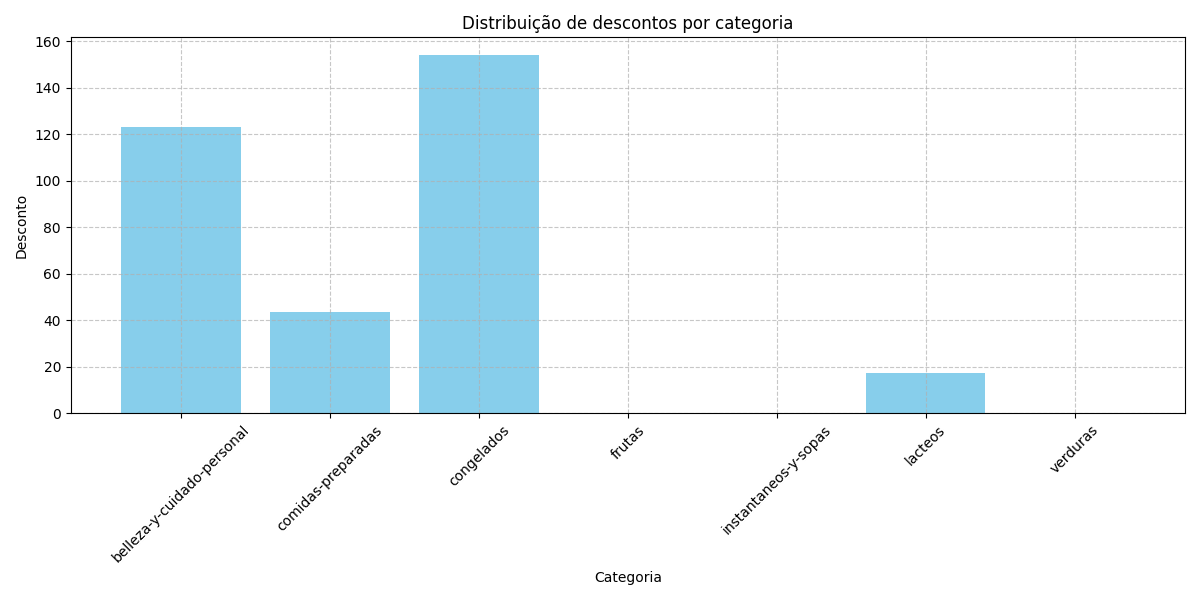 Distribuição de descontos por categoria
Desconto
160
140
120
100
80
60
40
20
0
belleza-y-cuidado-personal
comidas-preparadas
congelados
frutas
instantaneos-y-sopas
lacteos
verduras
Categoria